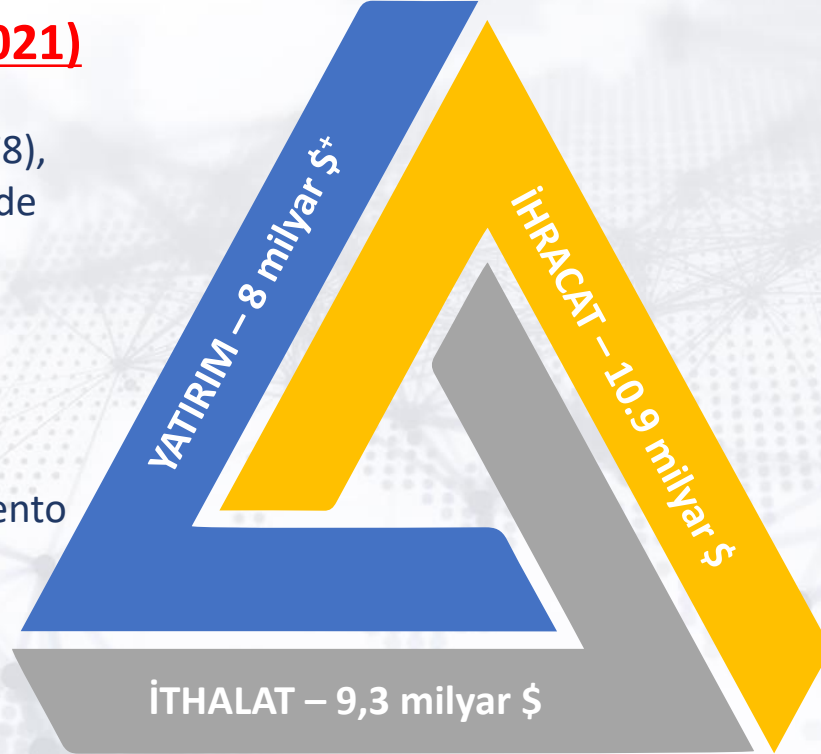 021)
8),
de
ento
YATIRIM – 8 milyar $⁺
İHRACAT – 10.9 milyar $
İTHALAT – 9,3 milyar $